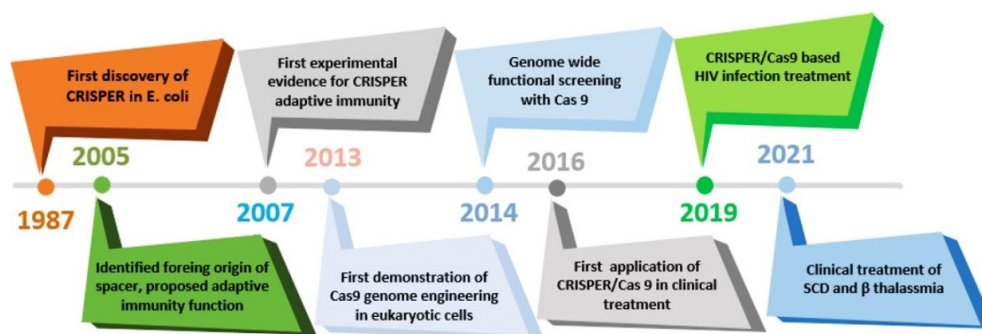 First discovery of
CRISPER in E. coli
First experimental
evidence for CRISPER
adaptive immunity
Genome wide
functional screening
with Cas 9
CRISPER/Cas9 based
HIV infection treatment
2005
2013
2016
2021
1987
2007
2014
2019
Identified foreing origin of
spacer, proposed adaptive
immunity function
First demonstration of
Cas9 genome engineering
in eukaryotic cells
First application of
CRISPER/Cas 9 in clinical
treatment
Clinical treatment of
SCD and β thalassmia